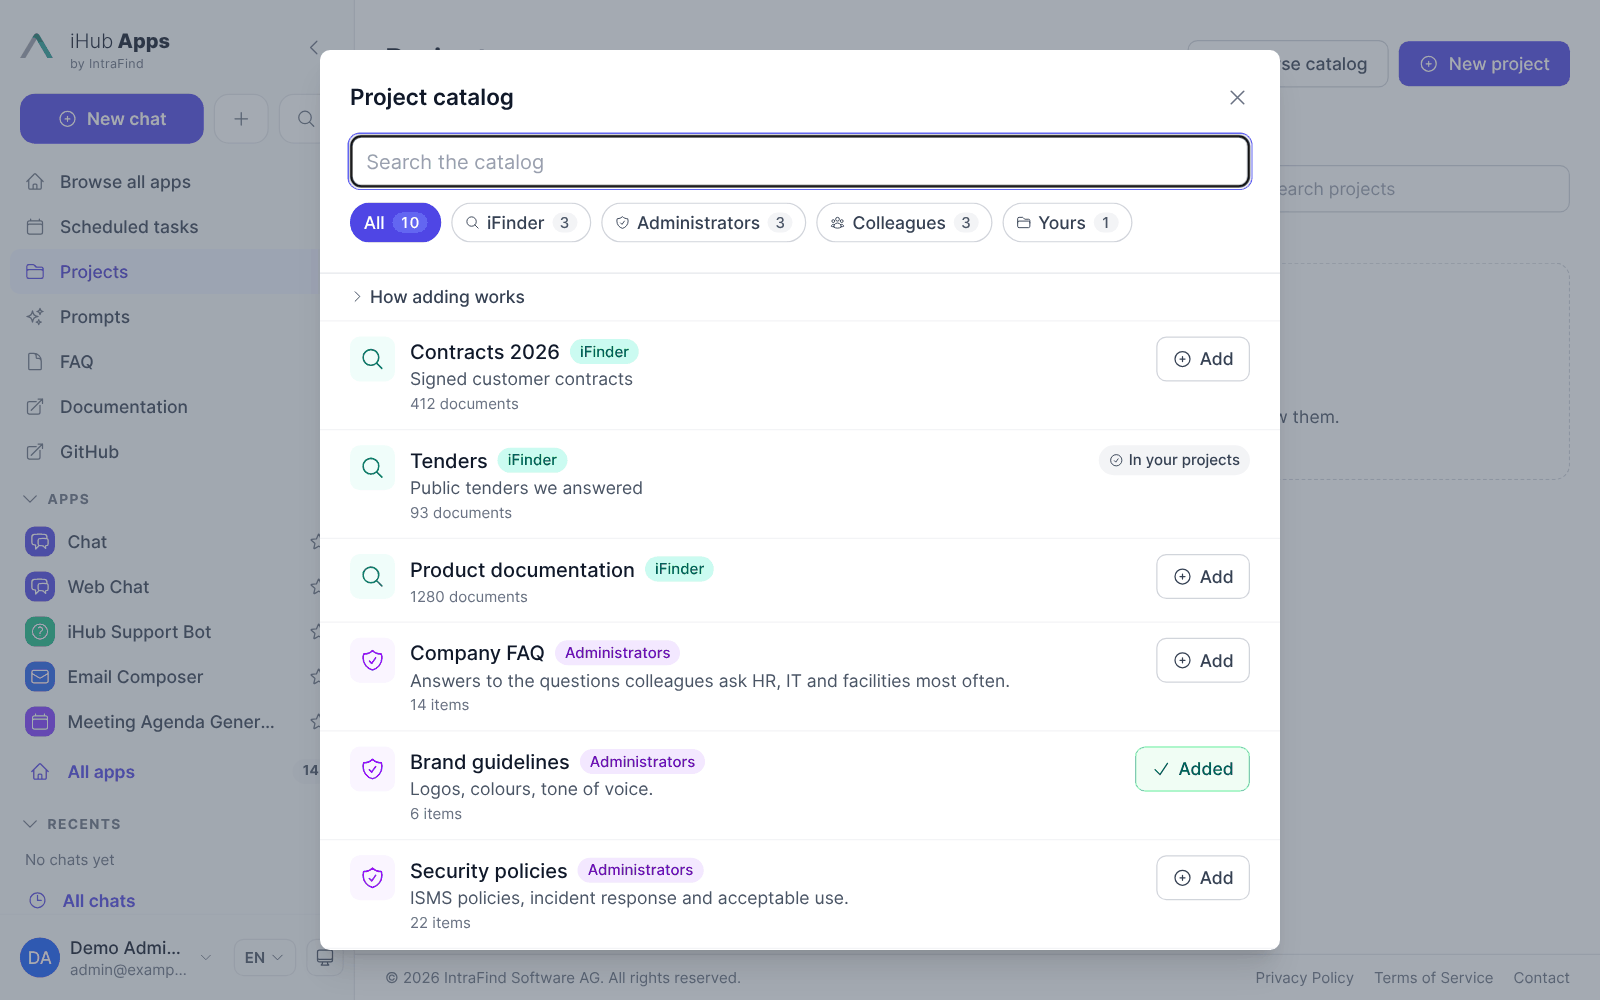 iHub Apps
by IntraFind
New chat
Browse all apps
Scheduled tasks
Projects
Prompts
FAQ
Documentation
GitHub
APPS
Chat
Web Chat
iHub Support Bot
Email Composer
Meeting Agenda Gener...
All apps
14
RECENTS
No chats yet
All chats
DA
Demo Admi...
admin@examp...
EN
se catalog
New project
earch projects
w them.
Project catalog
Search the catalog
All 10
iFinder 3
Administrators 3
Colleagues 3
Yours 1
How adding works
Contracts 2026 iFinder
Signed customer contracts
412 documents
Add
Tenders iFinder
Public tenders we answered
93 documents
In your projects
Product documentation iFinder
1280 documents
Add
Company FAQ Administrators
Answers to the questions colleagues ask HR, IT and facilities most often.
14 items
Add
Brand guidelines Administrators
Logos, colours, tone of voice.
6 items
Added
Security policies Administrators
ISMS policies, incident response and acceptable use.
22 items
Add
© 2026 IntraFind Software AG. All rights reserved.
Privacy Policy
Terms of Service
Contact